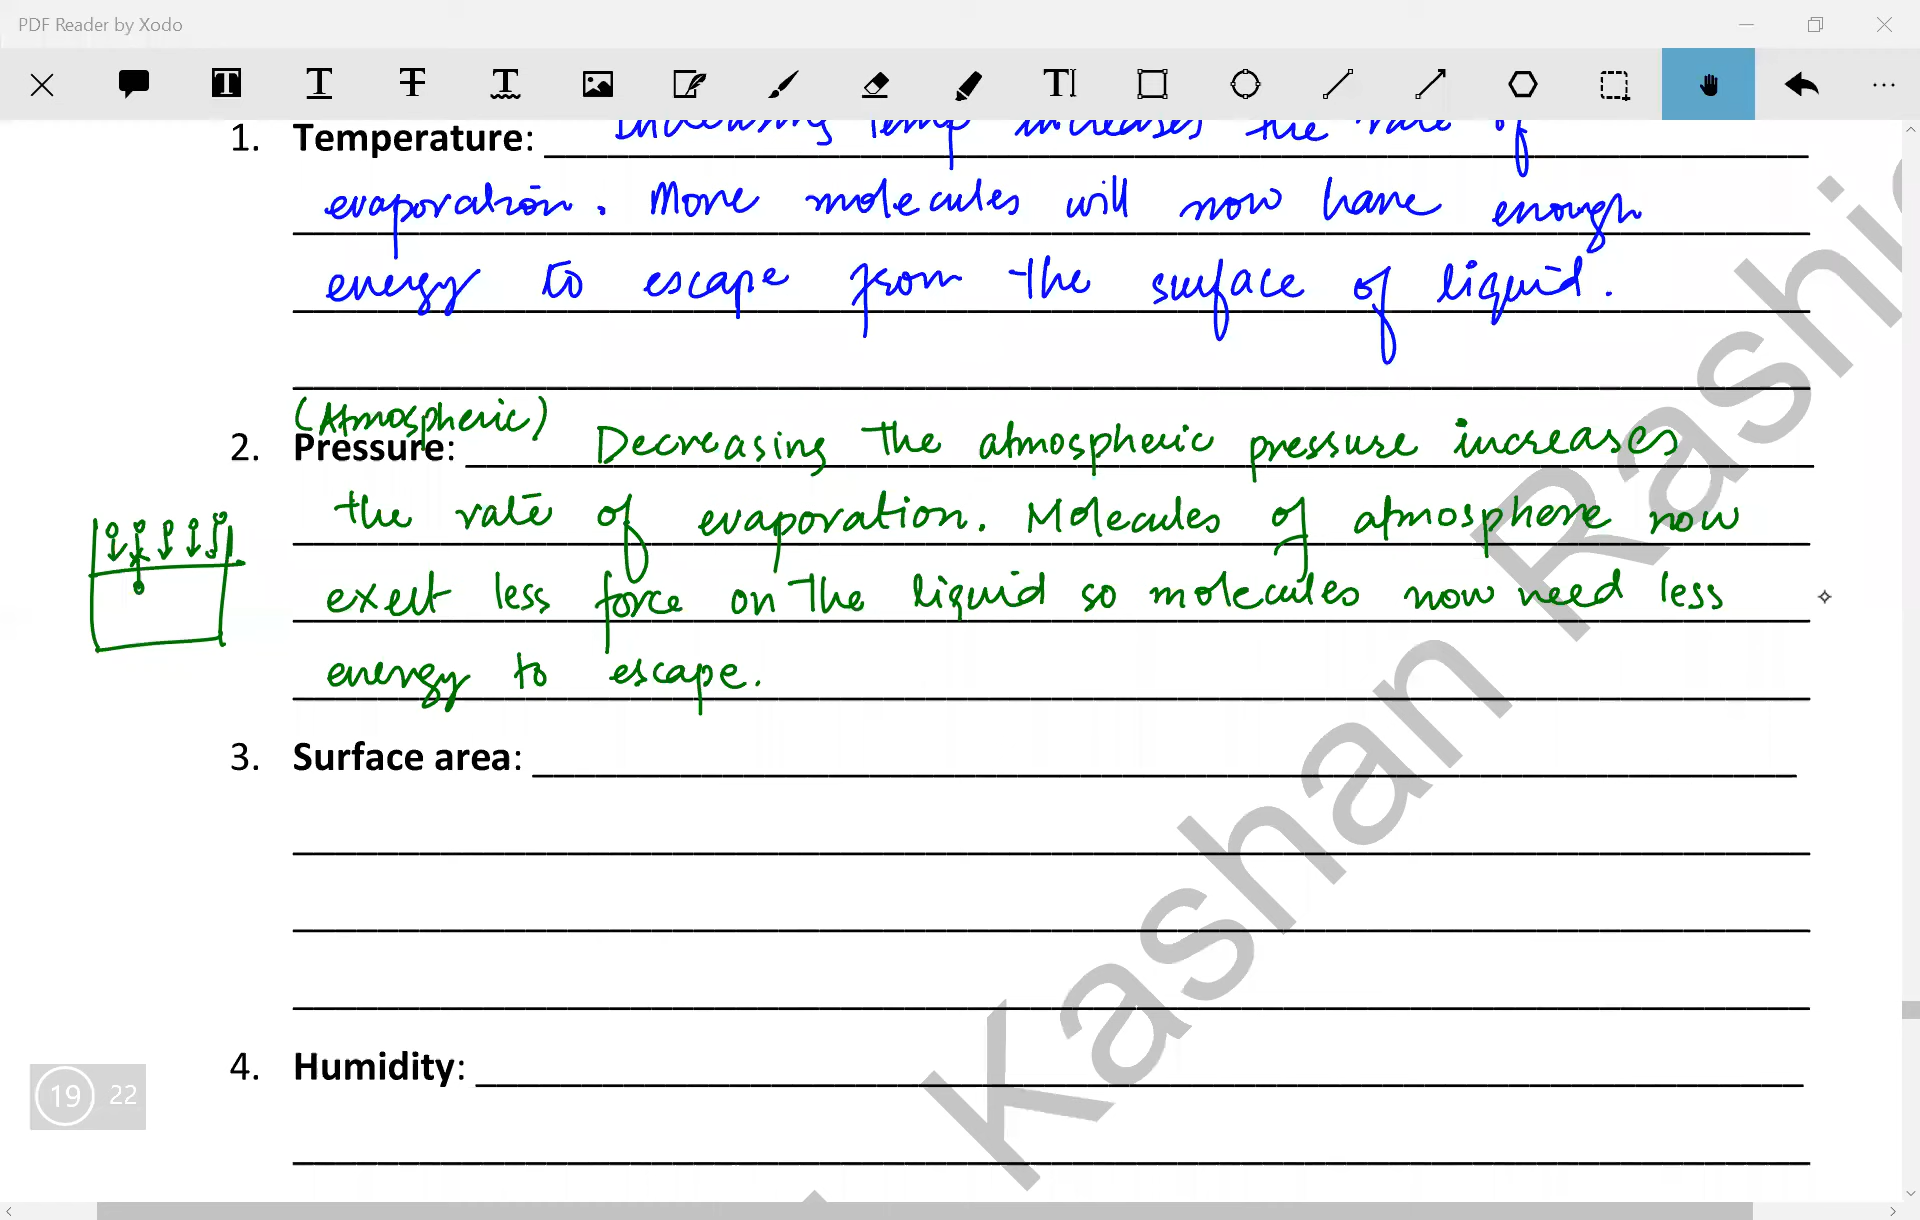 PDF Reader by Xodo
1. Temperature: Increasing Temp increases the rate of
evaporation. More molecules will now have enough
energy to escape from the surface of liquid.
(Atmospheric)
2. Pressure: Decreasing the atmospheric pressure increases
the rate of evaporation. Molecules of atmosphere now
exert less force on the liquid so molecules now need less
energy to escape.
3. Surface area:
4. Humidity:
19 22
Kashan Rashi